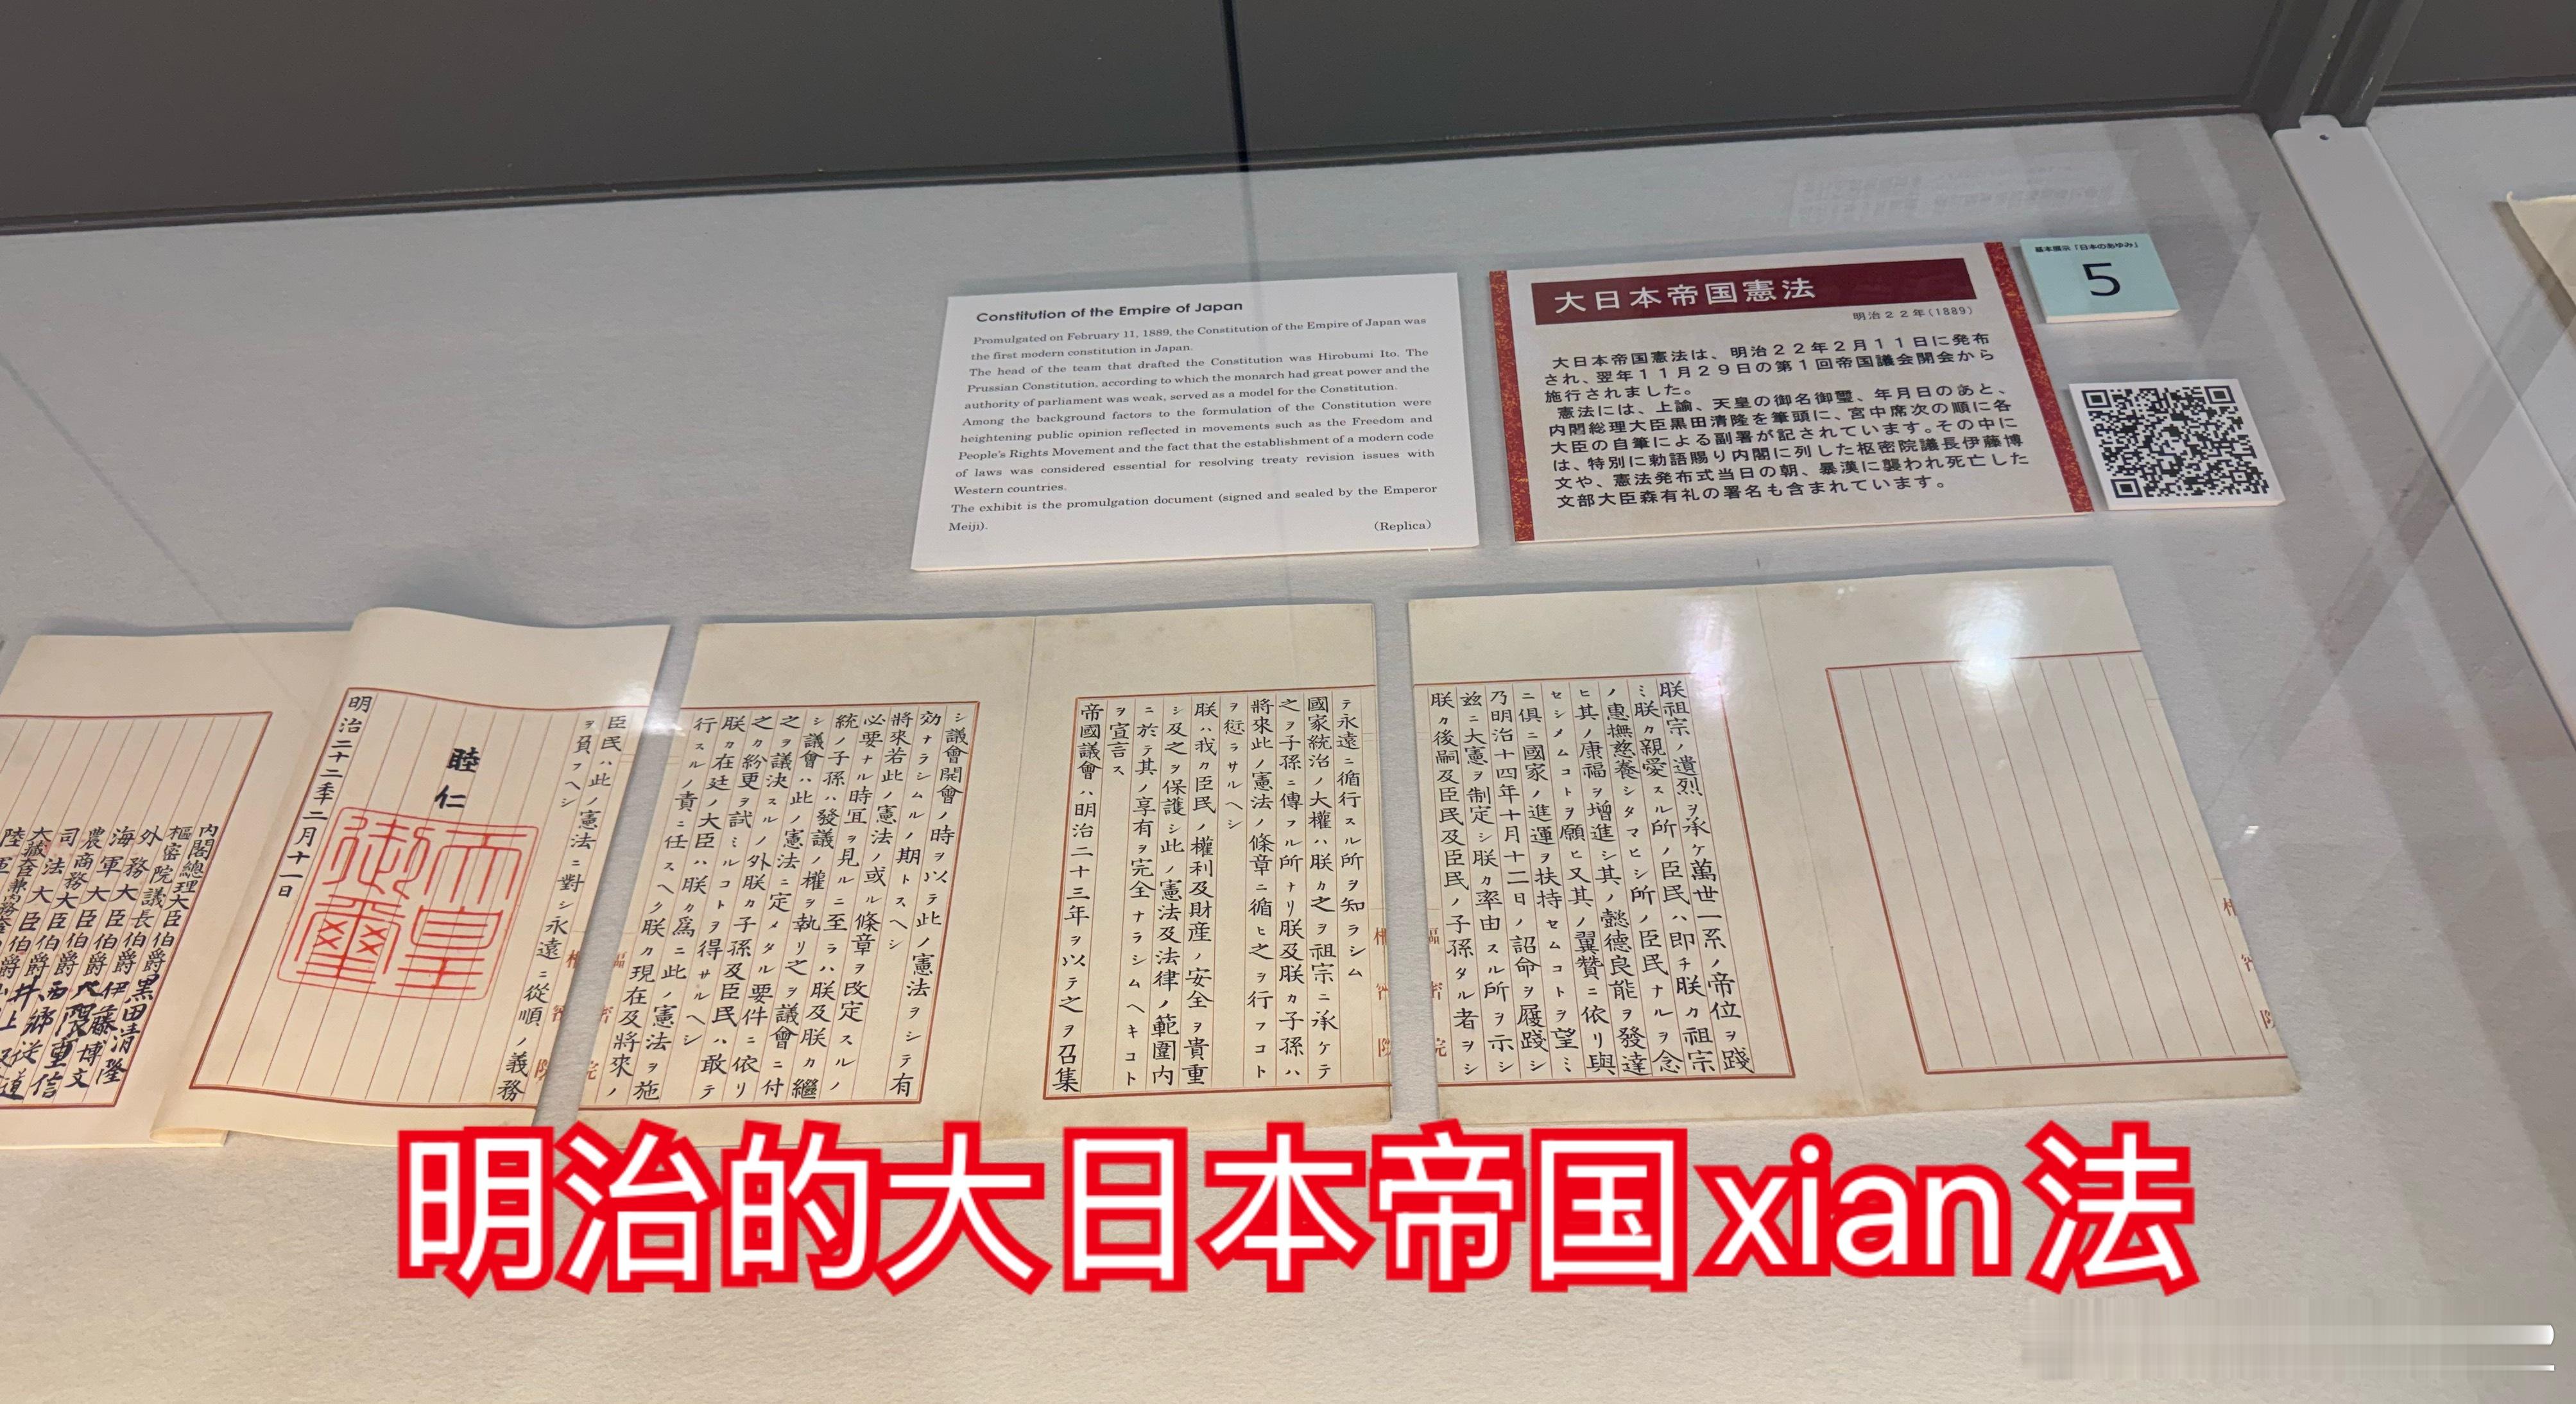 Constitution of the Empire of Japan
Promulgated on February 11, 1889, the Constitution of the Empire of Japan was
the first modern constitution in Japan.
The head of the team that drafted the Constitution was Hirobumi Ito. The
Prussian Constitution, according to which the monarch had great power and the
authority of parliament was weak, served as a model for the Constitution.
Among the background factors to the formulation of the Constitution were
heightening public opinion reflected in movements such as the Freedom and
People's Rights Movement and the fact that the establishment of a modern code
of laws was considered essential for resolving treaty revision issues with
Western countries.
The exhibit is the promulgation document (signed and sealed by the Emperor
Meiji).
(Replica)
大日本帝国憲法
明治22年(1889)
大日本帝国憲法は、明治22年2月11日に発布
され、翌年11月29日の第1回帝国議会開会から
施行されました。
憲法には、上諭、天皇の御名御璽、年月日のあと、
内閣総理大臣黒田清隆を筆頭に、宮中席次の順に各
大臣の自筆による副署が記されています。その中に
は、特別に勅語賜り内閣に列した枢密院議長伊藤博
文や、憲法発布式当日の朝、暴漢に襲われ死亡した
文部大臣森有礼の署名も含まれています。
基本展示「日本のあゆみ」
5
朕祖宗ノ遺烈ヲ承ケ萬世一系ノ帝位ヲ踐
ミ朕カ親愛スル所ノ臣民ハ即チ朕カ祖宗
ノ惠撫慈養シタマヒシ所ノ臣民ナルヲ念
ヒ其ノ康福ヲ增進シ其ノ懿德良能ヲ發達
セシメムコトヲ願ヒ又其ノ翼贊ニ依リ與
ニ俱ニ國家ノ進運ヲ扶持セムコトヲ望ミ
乃明治十四年十月十二日ノ詔命ヲ履踐シ
茲ニ大憲ヲ制定シ朕カ率由スル所ヲ示シ
朕カ後嗣及臣民及臣民ノ子孫タル者ヲシ
テ永遠ニ循行スル所ヲ知ラシム
國家統治ノ大權ハ朕カ之ヲ祖宗ニ承ケテ
之ヲ子孫ニ傳フル所ナリ朕及朕カ子孫ハ
將來此ノ憲法ノ條章ニ循ヒ之ヲ行フコト
ヲ愆ラサルヘシ
朕ハ我カ臣民ノ權利及財産ノ安全ヲ貴重
シ及之ヲ保護シ此ノ憲法及法律ノ範圍内
ニ於テ其ノ享有ヲ完全ナラシムヘキコト
ヲ宣言ス
帝國議會ハ明治二十三年ヲ以テ之ヲ召集
シ議會開會ノ時ヲ以テ此ノ憲法ヲシテ有
効ナラシムルノ期トスヘシ
將來若此ノ憲法ノ或ル條章ヲ改定スルノ
必要ナル時宜ヲ見ルニ至ラハ朕及朕カ繼
統ノ子孫ハ發議ノ權ヲ執リ之ヲ議會ニ付
シ議會ハ此ノ憲法ニ定メタル要件ニ依リ
之ヲ議決スルノ外朕カ子孫及臣民ハ敢テ
之カ紛更ヲ試ミルコトヲ得サルヘシ
朕カ在廷ノ大臣ハ朕カ爲ニ此ノ憲法ヲ施
行スルノ責ニ任スヘク朕カ現在及將來ノ
臣民ハ此ノ憲法ニ對シ永遠ニ從順ノ義務
ヲ負フヘシ
睦仁
天皇
御璽
明治二十二年二月十一日
内閣總理大臣伯爵黒田清隆
樞密院議長伯爵伊藤博文
外務大臣伯爵大隈重信
海軍大臣伯爵西郷従道
農商務大臣伯爵井上
司法大臣伯爵山
明治的大日本帝国xian法